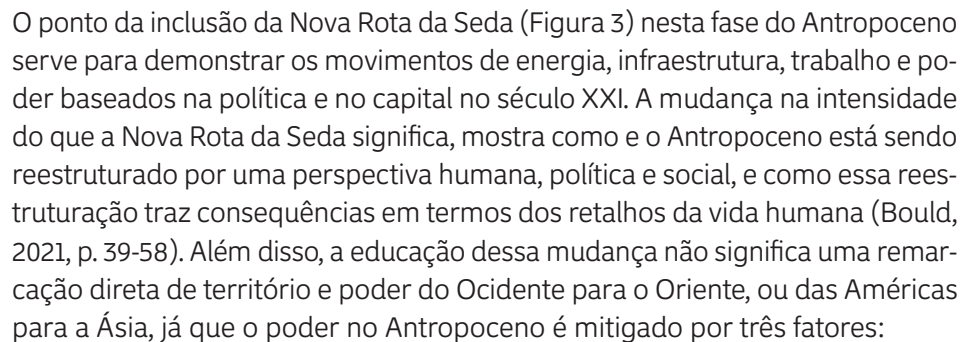 O ponto da inclusão da Nova Rota da Seda (Figura 3) nesta fase do Antropoceno
serve para demonstrar os movimentos de energia, infraestrutura, trabalho e po-
der baseados na política e no capital no século XXI. A mudança na intensidade
do que a Nova Rota da Seda significa, mostra como e o Antropoceno está sendo
reestruturado por uma perspectiva humana, política e social, e como essa rees-
truturação traz consequências em termos dos retalhos da vida humana (Bould,
2021, p. 39-58). Além disso, a educação dessa mudança não significa uma remar-
cação direta de território e poder do Ocidente para o Oriente, ou das Américas
para a Ásia, já que o poder no Antropoceno é mitigado por três fatores: